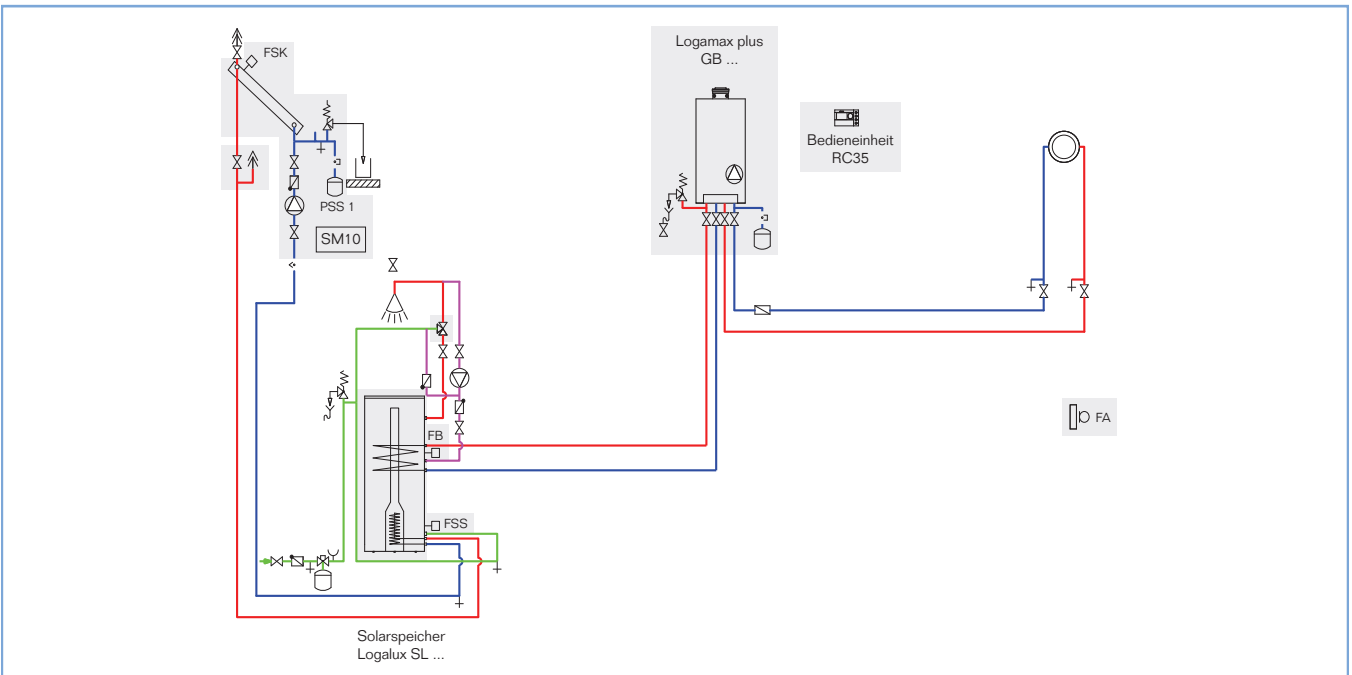 FSK
Logamax plus
GB ...
Bedieneinheit
RC35
PSS 1
SM10
FB
FA
FSS
Solarspeicher
Logalux SL ...